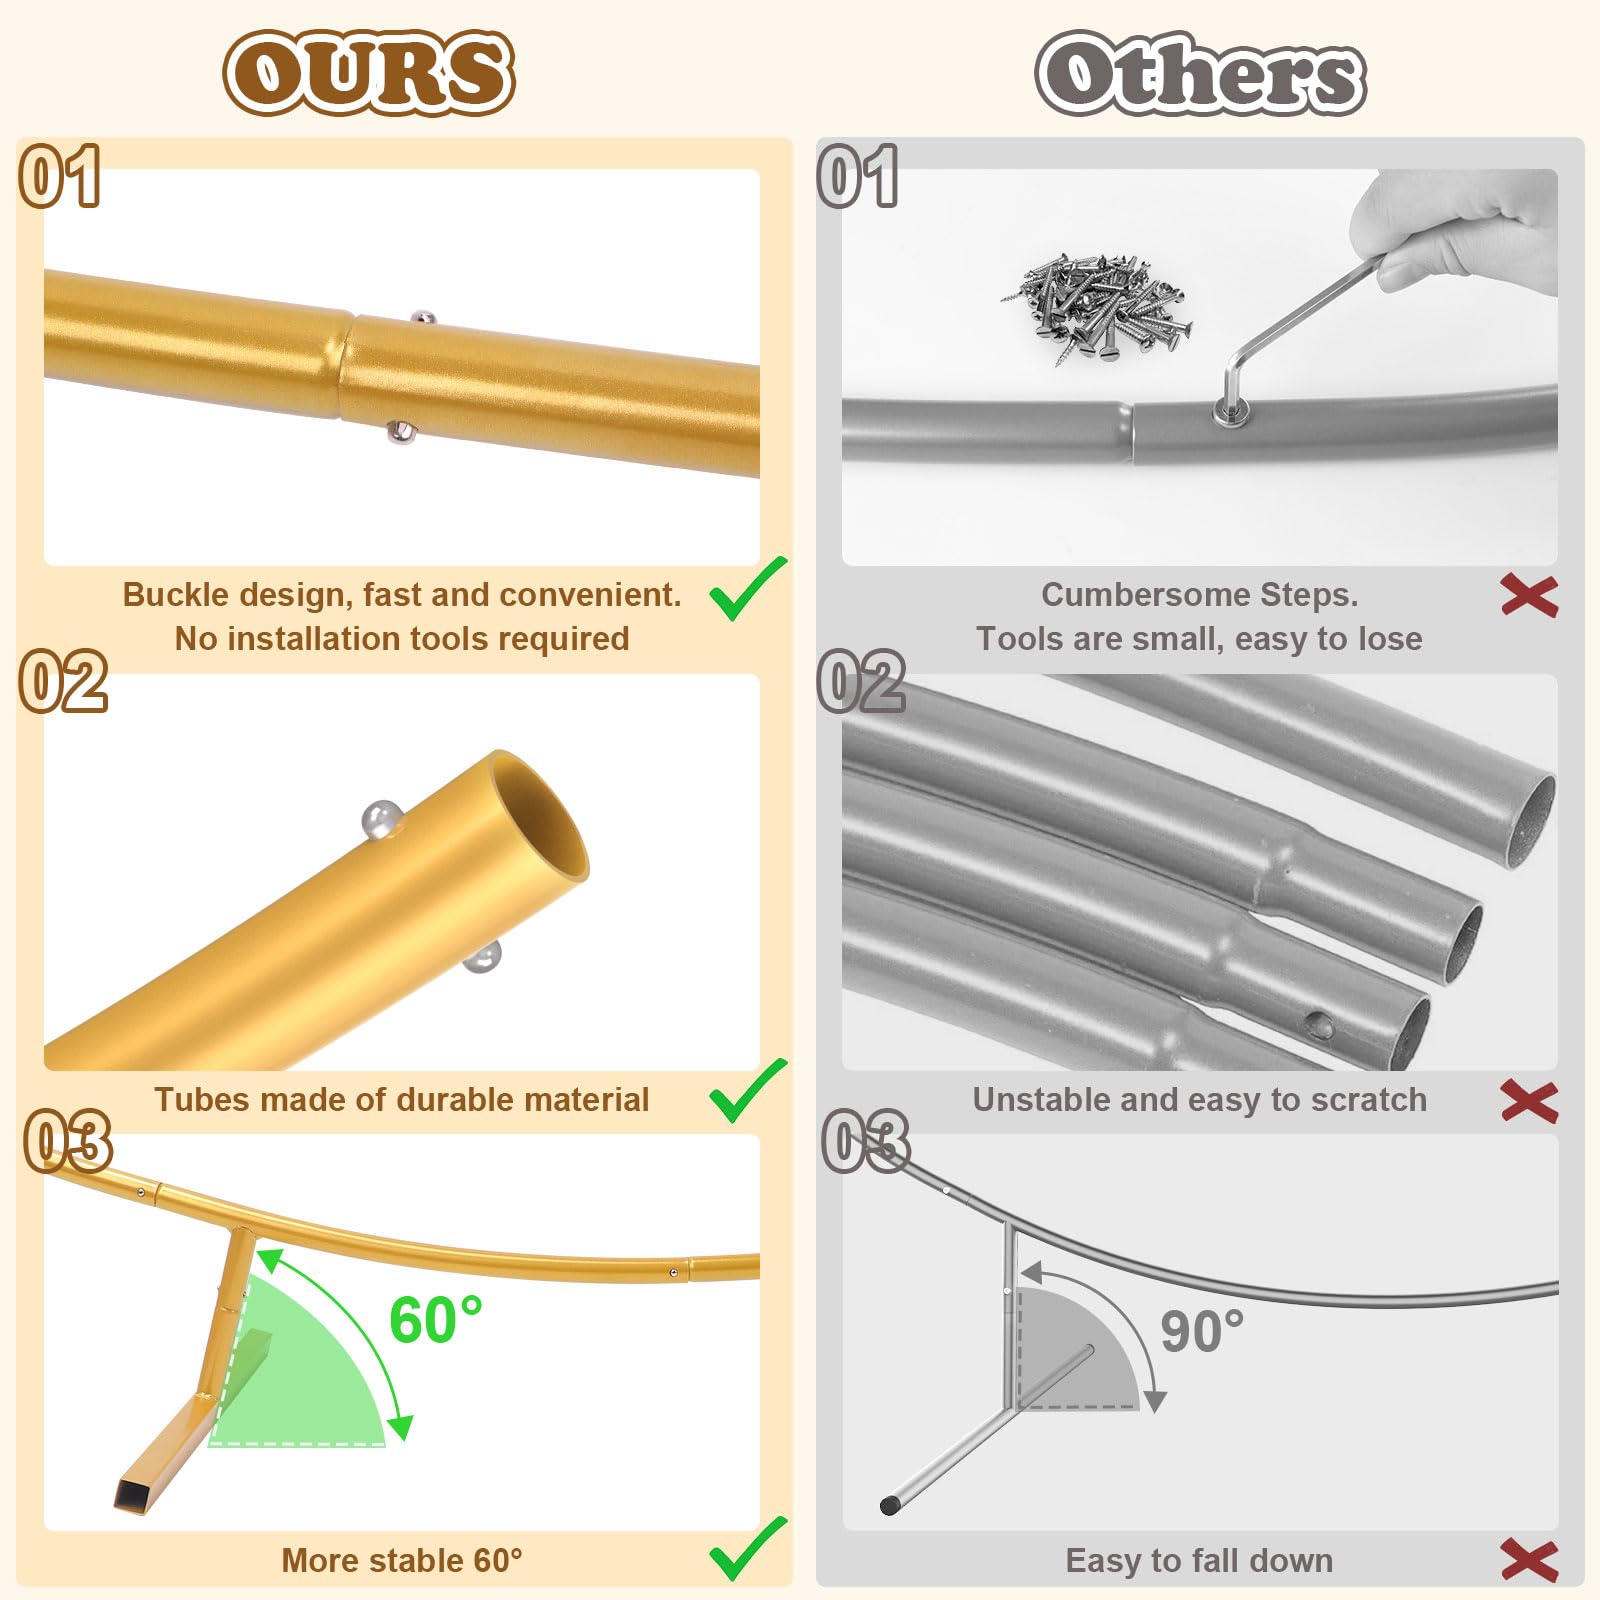 OURS
Others
01
01
Buckle design, fast and convenient.
No installation tools required
Cumbersome Steps.
Tools are small, easy to lose
02
02
Tubes made of durable material
Unstable and easy to scratch
03
03
60°
90°
More stable 60°
Easy to fall down